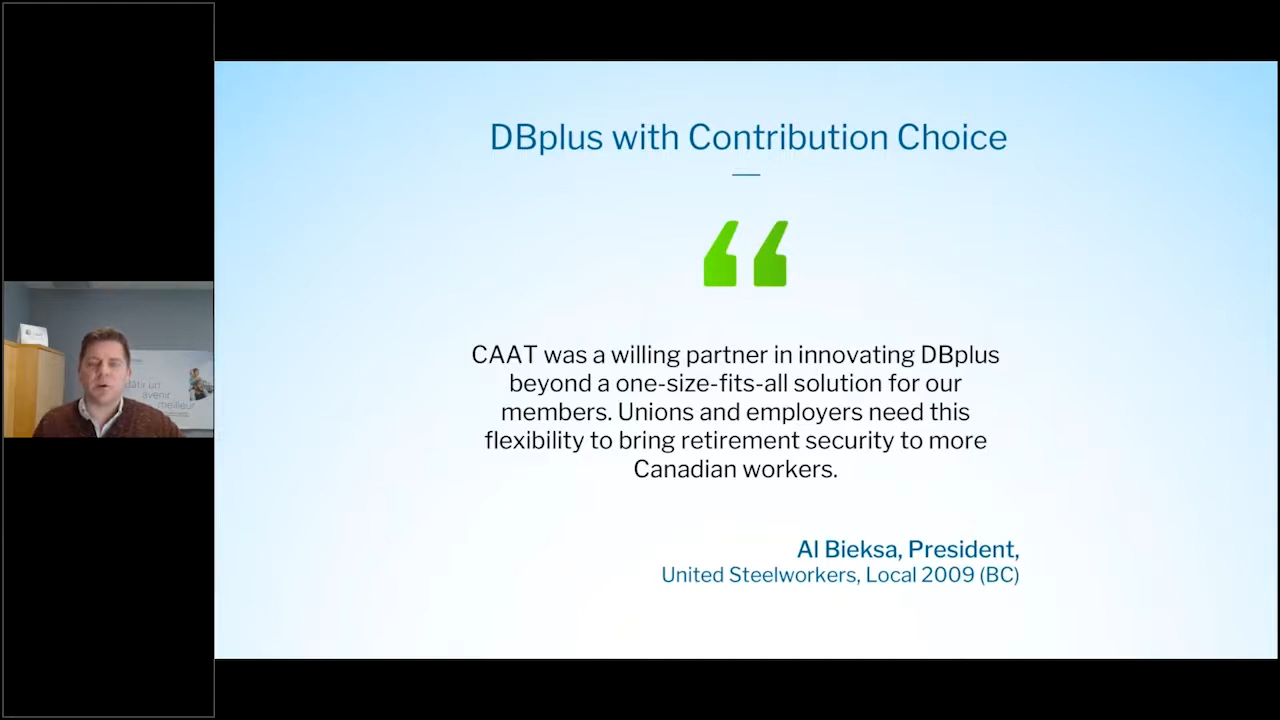 DBplus with Contribution Choice
“
CAAT was a willing partner in innovating DBplus
beyond a one-size-fits-all solution for our
members. Unions and employers need this
flexibility to bring retirement security to more
Canadian workers.
Al Bieksa, President,
United Steelworkers, Local 2009 (BC)
avenir
meilleur